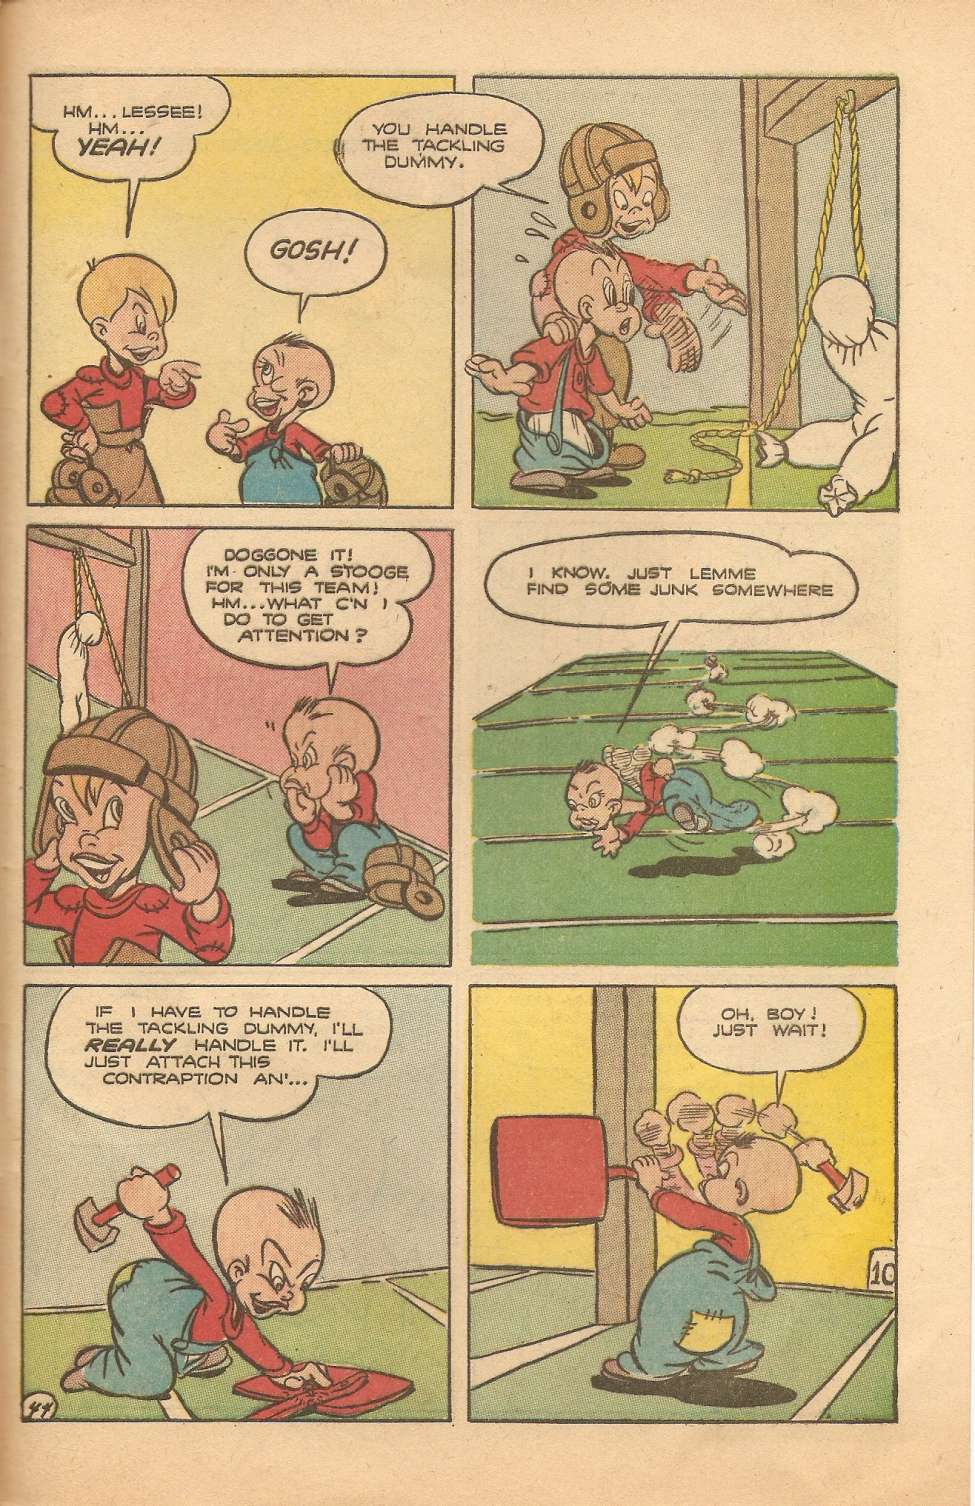 HM... LESSEE!
HM...
YEAH!
GOSH!
YOU HANDLE
THE TACKLING
DUMMY.
DOGGONE IT!
I'M ONLY A STOOGE
FOR THIS TEAM!
HM...WHAT C'N I
DO TO GET
ATTENTION?
I KNOW. JUST LEMME
FIND SOME JUNK SOMEWHERE
IF I HAVE TO HANDLE
THE TACKLING DUMMY, I'LL
REALLY HANDLE IT. I'LL
JUST ATTACH THIS
CONTRAPTION AN'...
OH, BOY!
JUST WAIT!
10
44